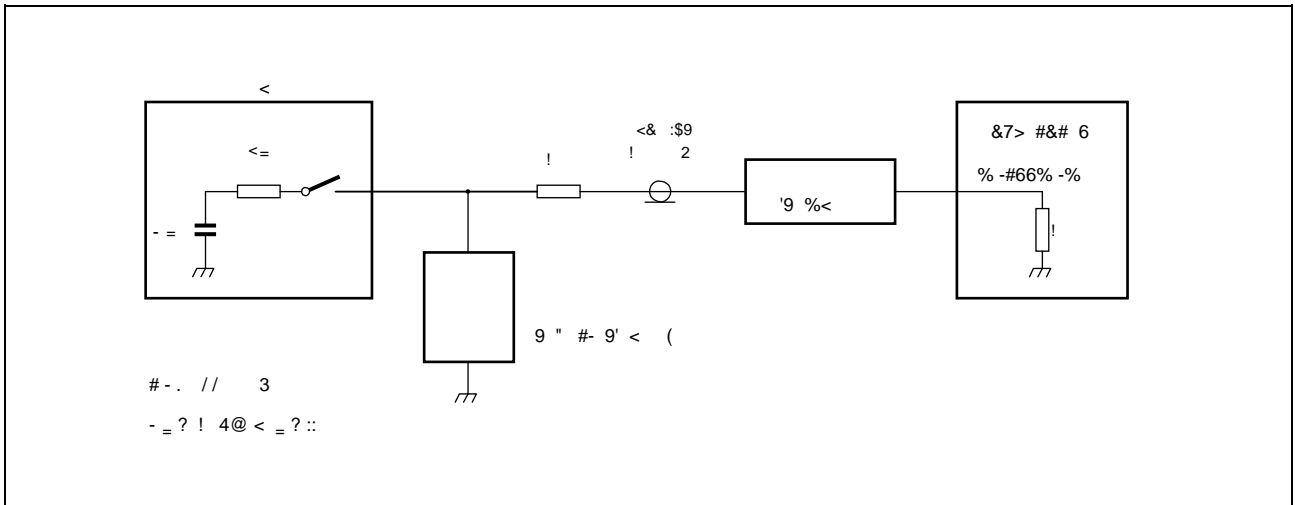 <
<=
- =
!
<& :$9
! 2
'9 %<
&7> #&# 6
% -#66% -%
!
9 " #- 9' < (
# - . // 3
- = ? ! 4@ < = ? ::